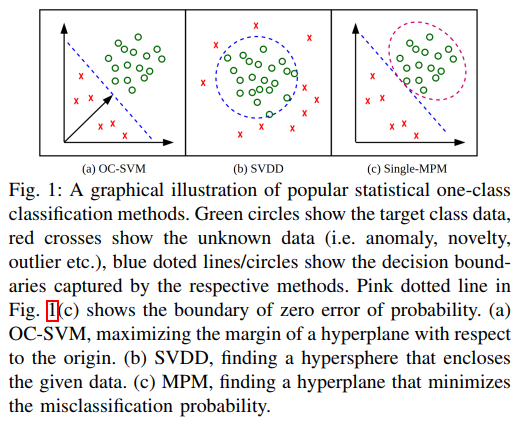 (a) OC-SVM (b) SVDD (c) Single-MPM
Fig. 1: A graphical illustration of popular statistical one-class
classification methods. Green circles show the target class data,
red crosses show the unknown data (i.e. anomaly, novelty,
outlier etc.), blue doted lines/circles show the decision bound-
aries captured by the respective methods. Pink dotted line in
Fig. 1(c) shows the boundary of zero error of probability. (a)
OC-SVM, maximizing the margin of a hyperplane with respect
to the origin. (b) SVDD, finding a hypersphere that encloses
the given data. (c) MPM, finding a hyperplane that minimizes
the misclassification probability.